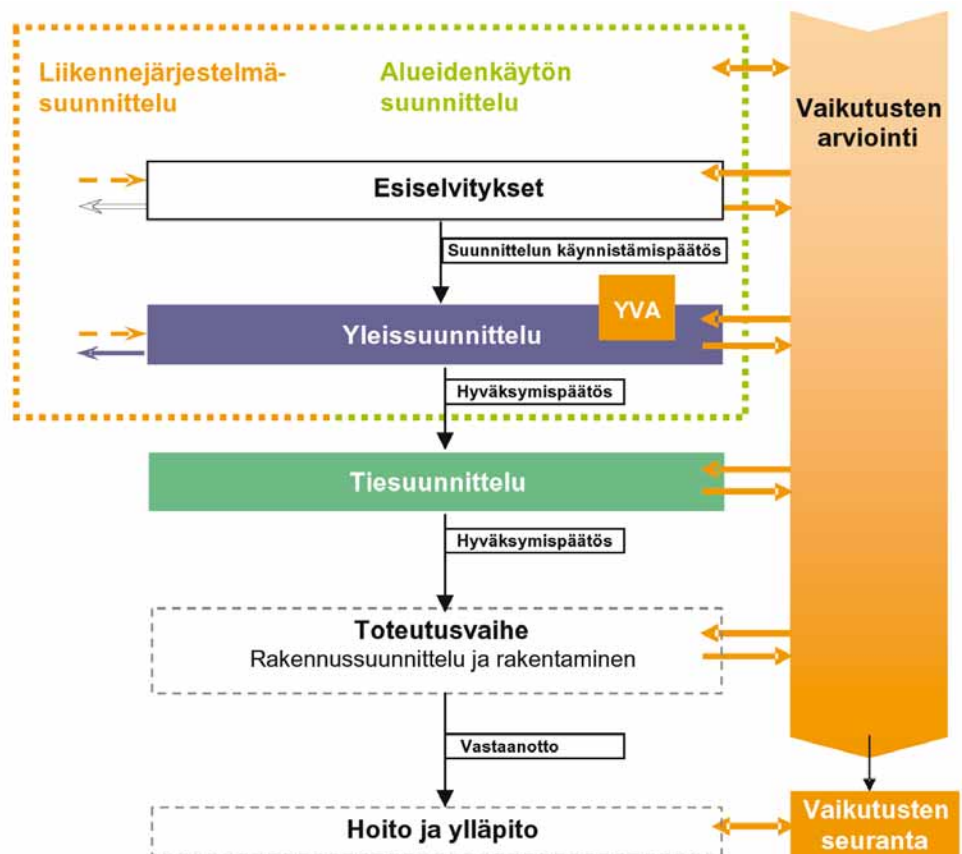 Liikennejärjestelmä-
suunnittelu
Alueidenkäytön
suunnittelu
Vaikutusten
arviointi
Esiselvitykset
Suunnittelun käynnistämispäätös
YVA
Yleissuunnittelu
Hyväksymispäätös
Tiesuunnittelu
Hyväksymispäätös
Toteutusvaihe
Rakennussuunnittelu ja rakentaminen
Vastaanotto
Hoito ja ylläpito
Vaikutusten
seuranta